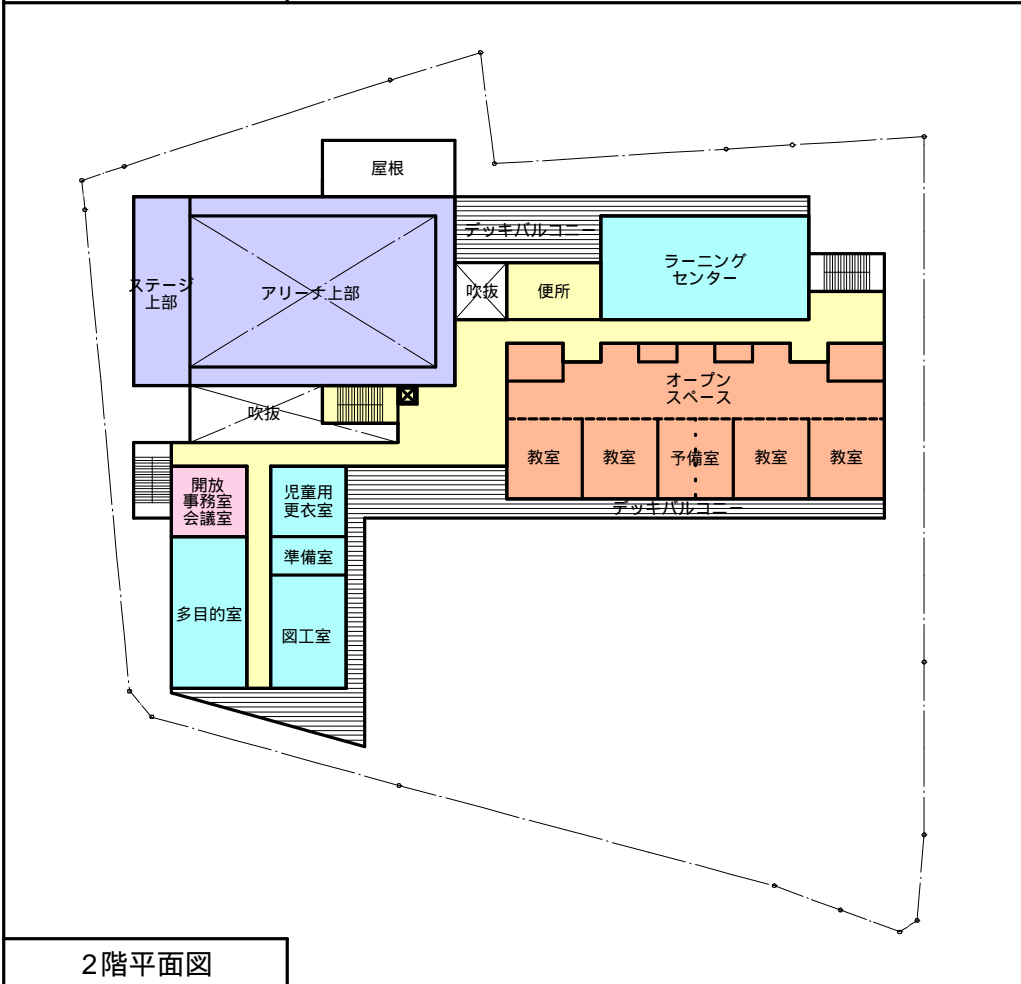 屋根
デッキバルコニー
ラーニング
センター
ステージ
上部
アリーナ上部
吹抜
便所
オープン
スペース
吹抜
教室
教室
予備室
教室
教室
開放
事務室
会議室
児童用
更衣室
デッキバルコニー
準備室
多目的室
図工室
2階平面図